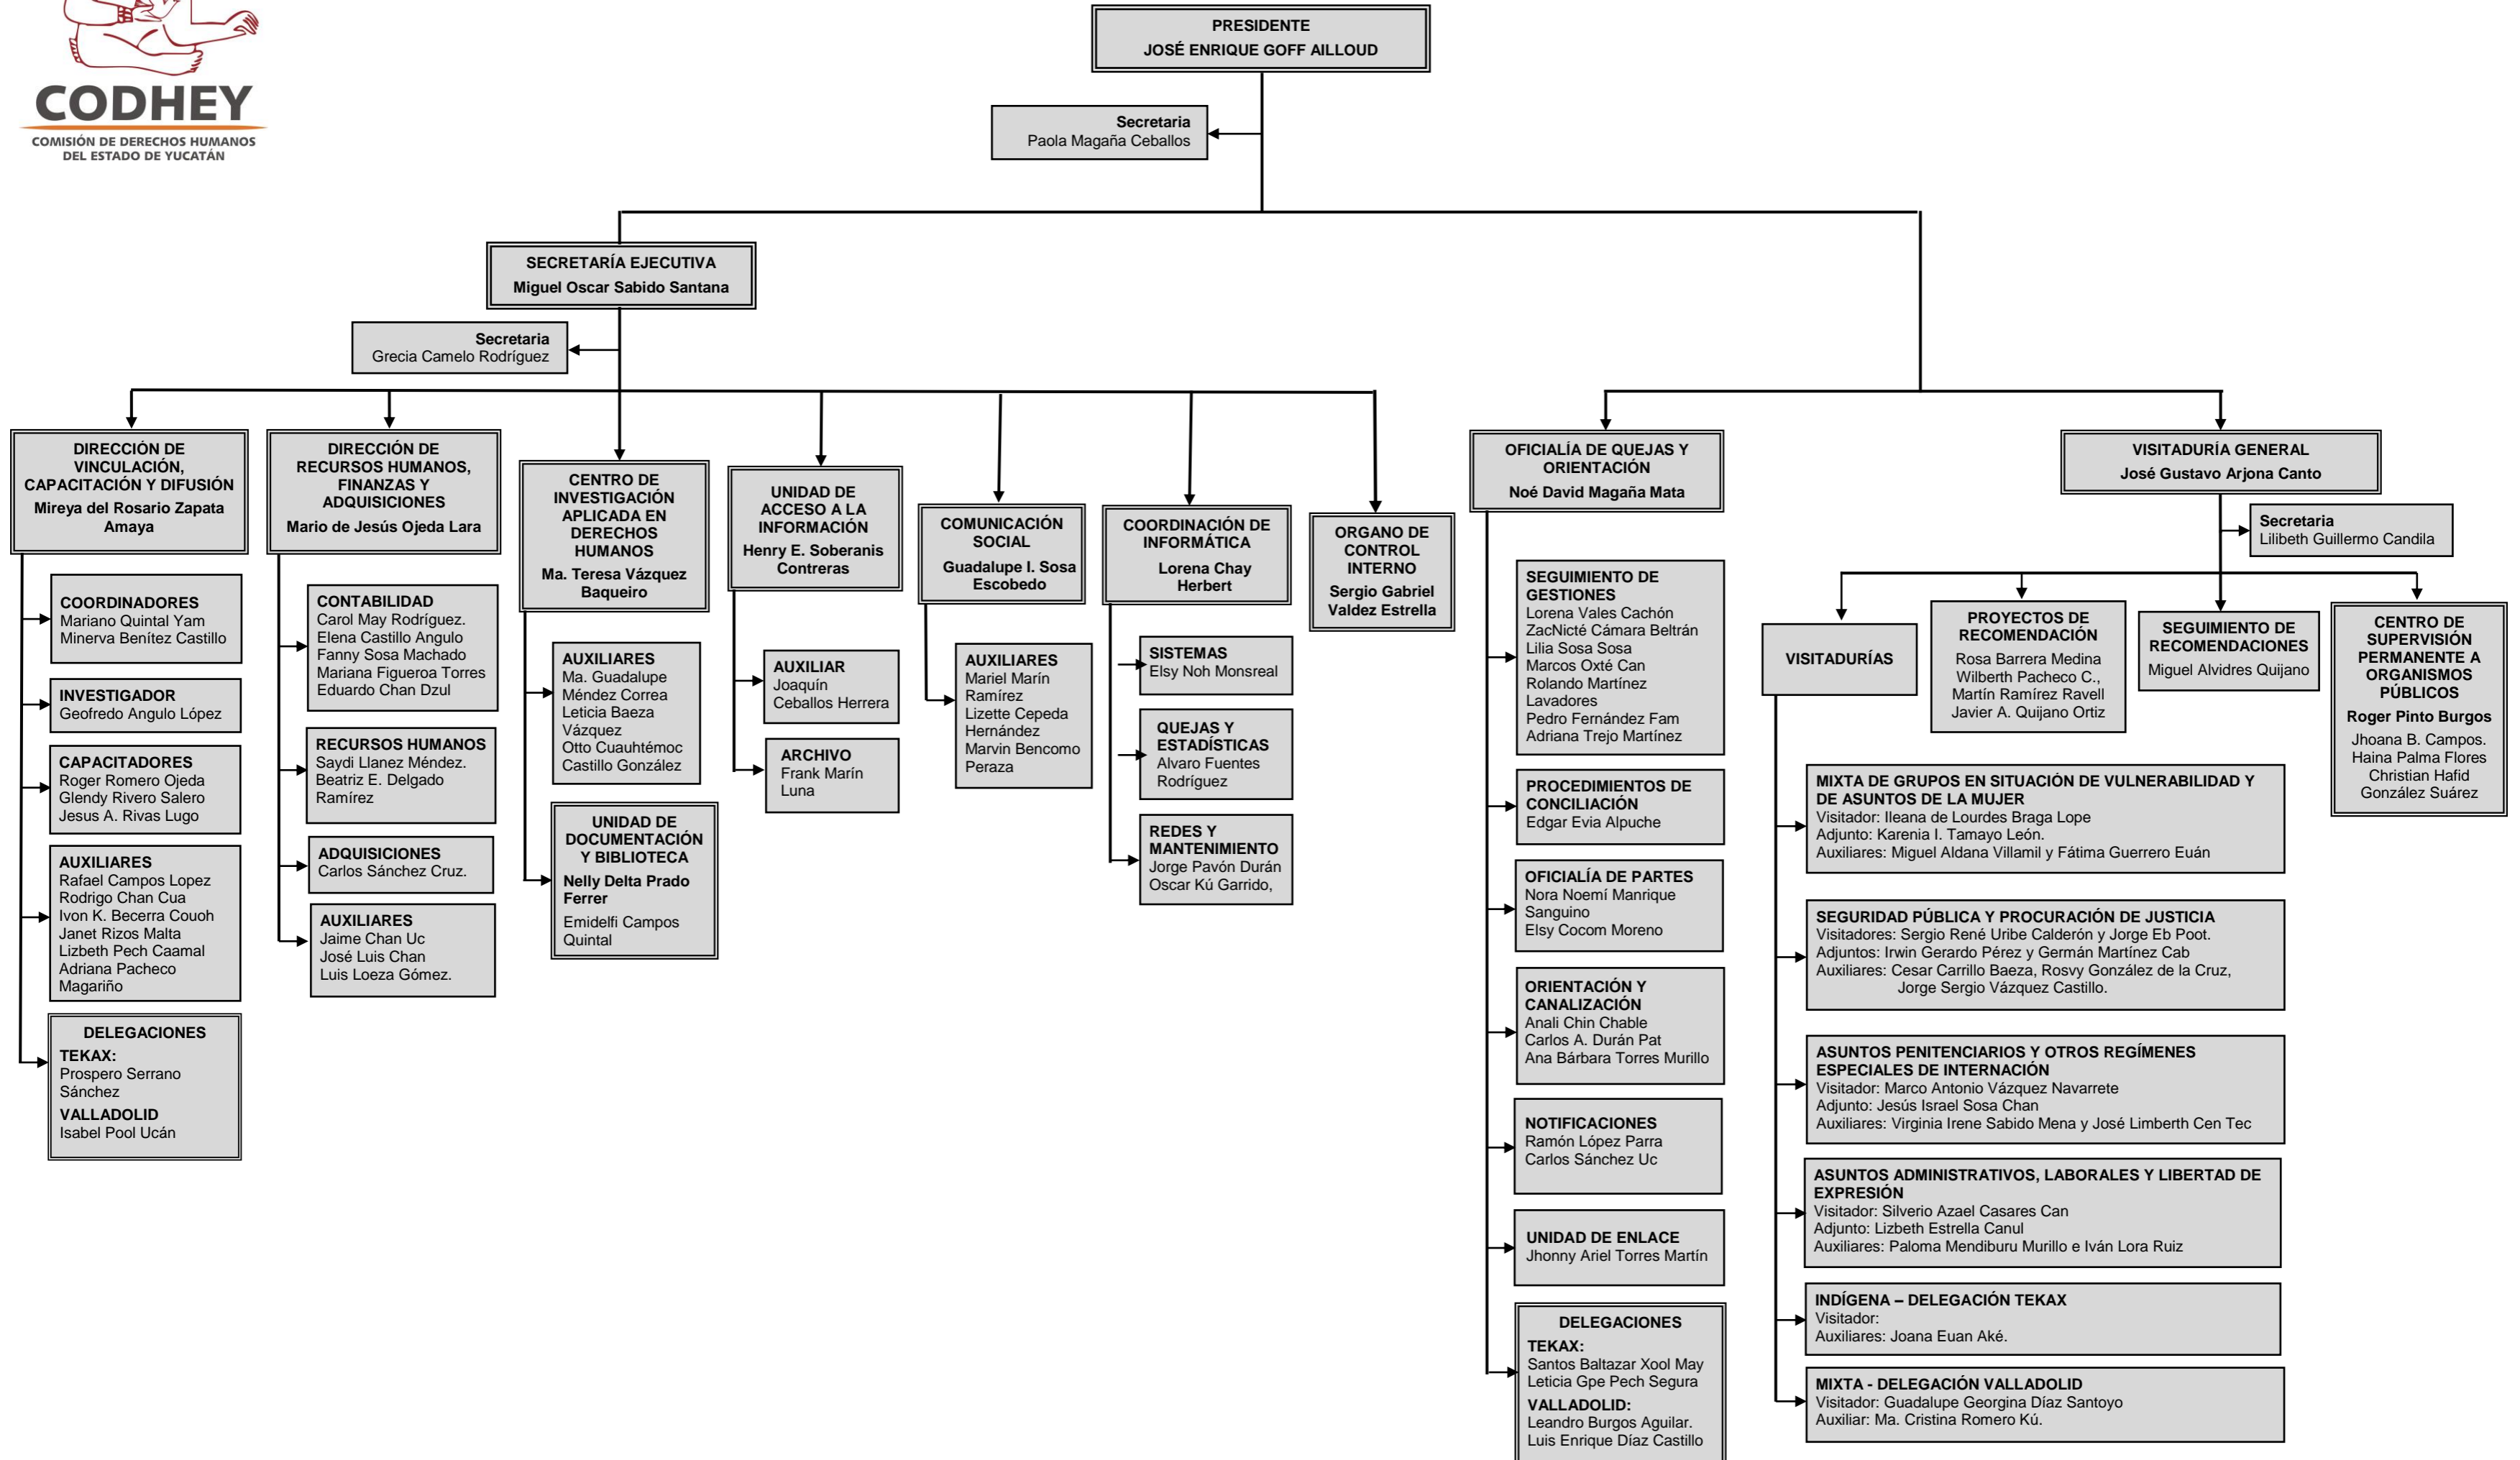 CODHEY
COMISIÓN DE DERECHOS HUMANOS
DEL ESTADO DE YUCATÁN
PRESIDENTE
JOSÉ ENRIQUE GOFF AILLOUD
Secretaria
Paola Magaña Ceballos
SECRETARÍA EJECUTIVA
Miguel Oscar Sabido Santana
Secretaria
Grecia Camelo Rodríguez
DIRECCIÓN DE
VINCULACIÓN,
CAPACITACIÓN Y DIFUSIÓN
Mireya del Rosario Zapata
Amaya
COORDINADORES
Mariano Quintal Yam
Minerva Benítez Castillo
INVESTIGADOR
Geofredo Angulo López
CAPACITADORES
Roger Romero Ojeda
Glendy Rivero Salero
Jesus A. Rivas Lugo
AUXILIARES
Rafael Campos Lopez
Rodrigo Chan Cua
Ivon K. Becerra Couoh
Janet Rizos Malta
Lizbeth Pech Caamal
Adriana Pacheco
Magariño
DELEGACIONES
TEKAX:
Prospero Serrano
Sánchez
VALLADOLID
Isabel Pool Ucán
DIRECCIÓN DE
RECURSOS HUMANOS,
FINANZAS Y
ADQUISICIONES
Mario de Jesús Ojeda Lara
CONTABILIDAD
Carol May Rodríguez.
Elena Castillo Angulo
Fanny Sosa Machado
Mariana Figueroa Torres
Eduardo Chan Dzul
RECURSOS HUMANOS
Saydi Llanez Méndez.
Beatriz E. Delgado
Ramírez
ADQUISICIONES
Carlos Sánchez Cruz.
AUXILIARES
Jaime Chan Uc
José Luis Chan
Luis Loeza Gómez.
CENTRO DE
INVESTIGACIÓN
APLICADA EN
DERECHOS
HUMANOS
Ma. Teresa Vázquez
Baqueiro
AUXILIARES
Ma. Guadalupe
Méndez Correa
Leticia Baeza
Vázquez
Otto Cuauhtémoc
Castillo González
UNIDAD DE
DOCUMENTACIÓN
Y BIBLIOTECA
Nelly Delta Prado
Ferrer
Emidelfi Campos
Quintal
UNIDAD DE
ACCESO A LA
INFORMACIÓN
Henry E. Soberanis
Contreras
AUXILIAR
Joaquín
Ceballos Herrera
ARCHIVO
Frank Marín
Luna
COMUNICACIÓN
SOCIAL
Guadalupe I. Sosa
Escobedo
AUXILIARES
Mariel Marín
Ramírez
Lizette Cepeda
Hernández
Marvin Bencomo
Peraza
COORDINACIÓN DE
INFORMÁTICA
Lorena Chay
Herbert
SISTEMAS
Elsy Noh Monsreal
QUEJAS Y
ESTADÍSTICAS
Alvaro Fuentes
Rodríguez
REDES Y
MANTENIMIENTO
Jorge Pavón Durán
Oscar Kú Garrido,
ORGANO DE
CONTROL
INTERNO
Sergio Gabriel
Valdez Estrella
OFICIALÍA DE QUEJAS Y
ORIENTACIÓN
Noé David Magaña Mata
SEGUIMIENTO DE
GESTIONES
Lorena Vales Cachón
ZacNicté Cámara Beltrán
Lilia Sosa Sosa
Marcos Oxté Can
Rolando Martínez
Lavadores
Pedro Fernández Fam
Adriana Trejo Martínez
PROCEDIMIENTOS DE
CONCILIACIÓN
Edgar Evia Alpuche
OFICIALÍA DE PARTES
Nora Noemí Manrique
Sanguino
Elsy Cocom Moreno
ORIENTACIÓN Y
CANALIZACIÓN
Anali Chin Chable
Carlos A. Durán Pat
Ana Bárbara Torres Murillo
NOTIFICACIONES
Ramón López Parra
Carlos Sánchez Uc
UNIDAD DE ENLACE
Jhonny Ariel Torres Martín
DELEGACIONES
TEKAX:
Santos Baltazar Xool May
Leticia Gpe Pech Segura
VALLADOLID:
Leandro Burgos Aguilar.
Luis Enrique Díaz Castillo
VISITADURÍA GENERAL
José Gustavo Arjona Canto
Secretaria
Lilibeth Guillermo Candila
VISITADURÍAS
PROYECTOS DE
RECOMENDACIÓN
Rosa Barrera Medina
Wilberth Pacheco C.,
Martín Ramírez Ravell
Javier A. Quijano Ortiz
SEGUIMIENTO DE
RECOMENDACIONES
Miguel Alvidres Quijano
CENTRO DE
SUPERVISIÓN
PERMANENTE A
ORGANISMOS
PÚBLICOS
Roger Pinto Burgos
Jhoana B. Campos.
Haina Palma Flores
Christian Hafid
González Suárez
MIXTA DE GRUPOS EN SITUACIÓN DE VULNERABILIDAD Y
DE ASUNTOS DE LA MUJER
Visitador: Ileana de Lourdes Braga Lope
Adjunto: Karenia I. Tamayo León.
Auxiliares: Miguel Aldana Villamil y Fátima Guerrero Euán
SEGURIDAD PÚBLICA Y PROCURACIÓN DE JUSTICIA
Visitadores: Sergio René Uribe Calderón y Jorge Eb Poot.
Adjuntos: Irwin Gerardo Pérez y Germán Martínez Cab
Auxiliares: Cesar Carrillo Baeza, Rosvy González de la Cruz,
Jorge Sergio Vázquez Castillo.
ASUNTOS PENITENCIARIOS Y OTROS REGÍMENES
ESPECIALES DE INTERNACIÓN
Visitador: Marco Antonio Vázquez Navarrete
Adjunto: Jesús Israel Sosa Chan
Auxiliares: Virginia Irene Sabido Mena y José Limberth Cen Tec
ASUNTOS ADMINISTRATIVOS, LABORALES Y LIBERTAD DE
EXPRESIÓN
Visitador: Silverio Azael Casares Can
Adjunto: Lizbeth Estrella Canul
Auxiliares: Paloma Mendiburu Murillo e Iván Lora Ruiz
INDÍGENA – DELEGACIÓN TEKAX
Visitador:
Auxiliares: Joana Euan Aké.
MIXTA - DELEGACIÓN VALLADOLID
Visitador: Guadalupe Georgina Díaz Santoyo
Auxiliar: Ma. Cristina Romero Kú.